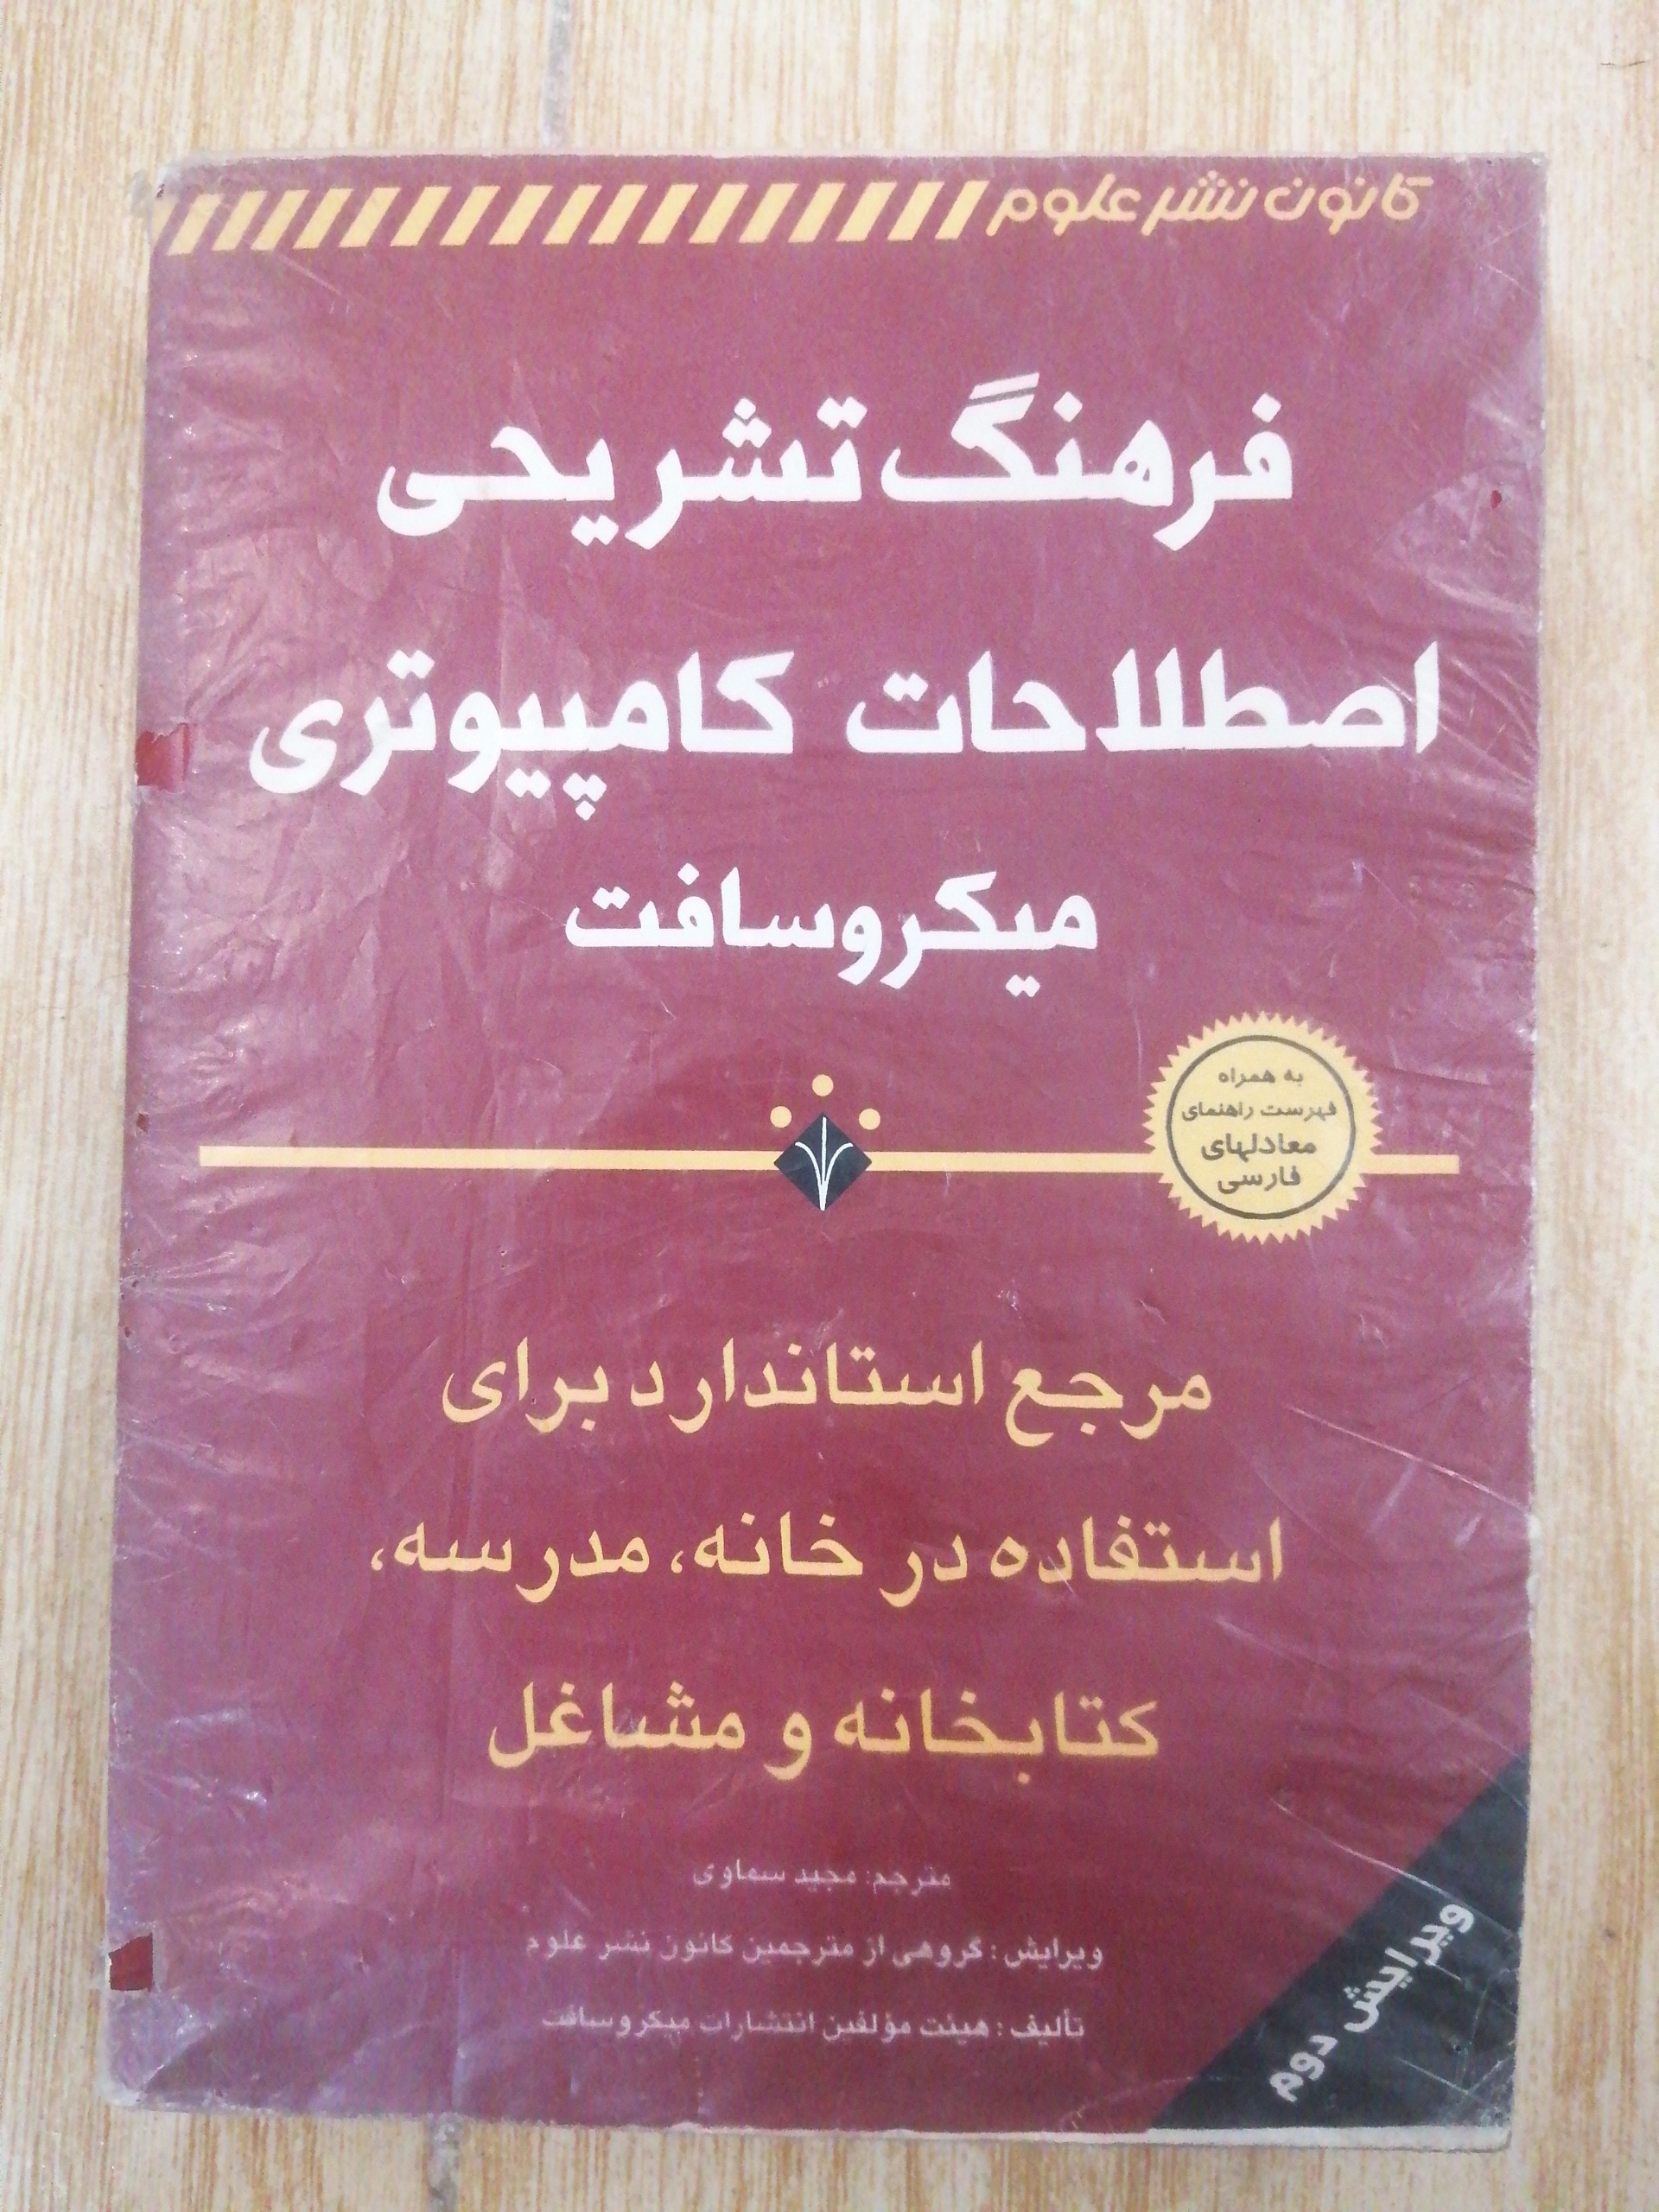 کانون نشر علوم
فرهنگ تشریحی
اصطلاحات کامپیوتری
میکروسافت
به همراه
فهرست راهنمای
معادلهای
فارسی
مرجع استاندارد برای
استفاده در خانه، مدرسه،
کتابخانه و مشاغل
مترجم: مجید سماوی
ویرایش : گروهی از مترجمین کانون نشر علوم
تألیف : هیئت مؤلفین انتشارات میکروسافت
ویرایش دوم